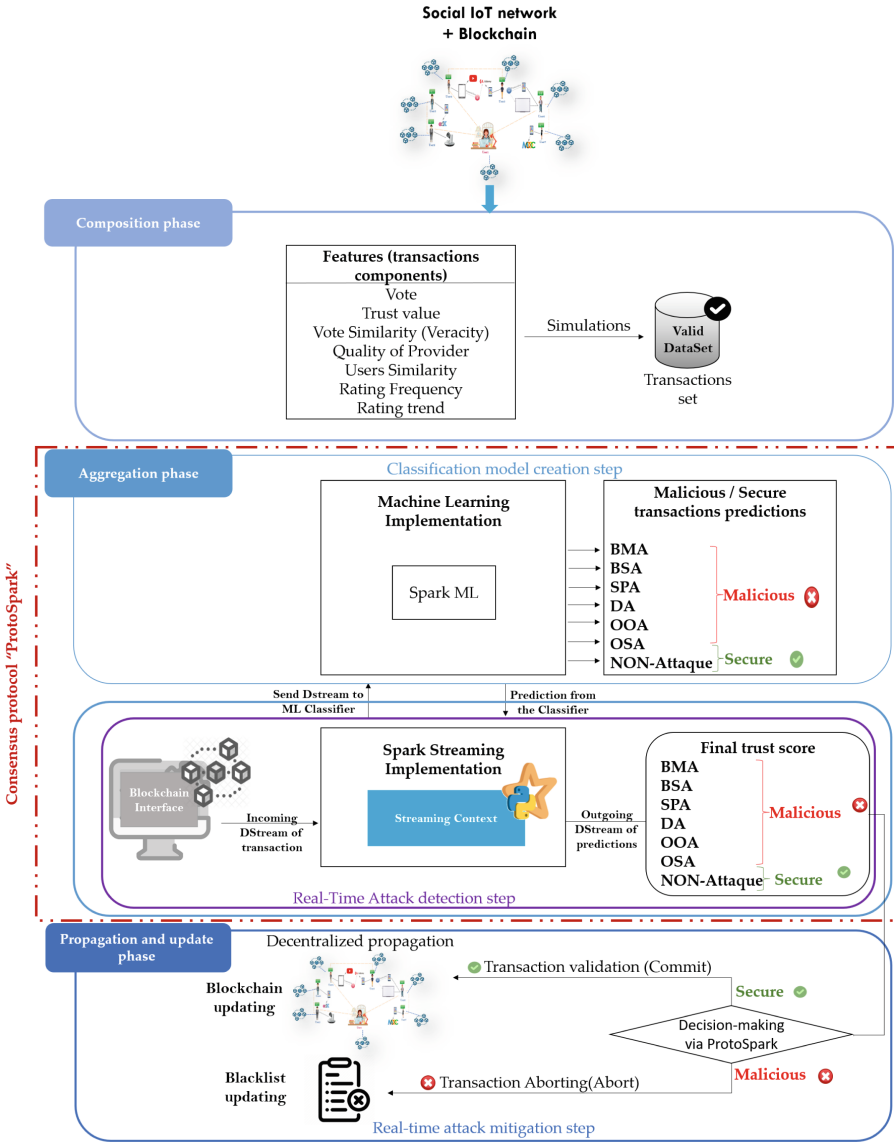 Social IoT network
+ Blockchain
Composition phase
Features (transactions
components)
Vote
Trust value
Vote Similarity (Veracity)
Quality of Provider
Users Similarity
Rating Frequency
Rating trend
Simulations
Valid
DataSet
Transactions
set
Consensus protocol "ProtoSpark"
Aggregation phase
Classification model creation step
Machine Learning
Implementation
Spark ML
Malicious / Secure
transactions predictions
BMA
BSA
SPA
DA
OOA
OSA
NON-Attaque
Malicious
Secure
Send Dstream to
ML Classifier
Prediction from
the Classifier
Blockchain
Interface
Incoming
DStream of
transaction
Spark Streaming
Implementation
Streaming Context
Outgoing
DStream of
predictions
Final trust score
BMA
BSA
SPA
DA
OOA
OSA
NON-Attaque
Malicious
Secure
Real-Time Attack detection step
Propagation and update
phase
Decentralized propagation
Blockchain
updating
Transaction validation (Commit)
Secure
Decision-making
via ProtoSpark
Malicious
Blacklist
updating
Transaction Aborting(Abort)
Real-time attack mitigation step